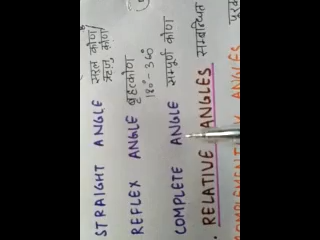 STRAIGHT ANGLE सरल कोण
ऋजु कोण
REFLEX ANGLE बृहत्कोण
180°-360°
COMPLETE ANGLE सम्पूर्ण कोण
• RELATIVE ANGLES सम्बन्धित